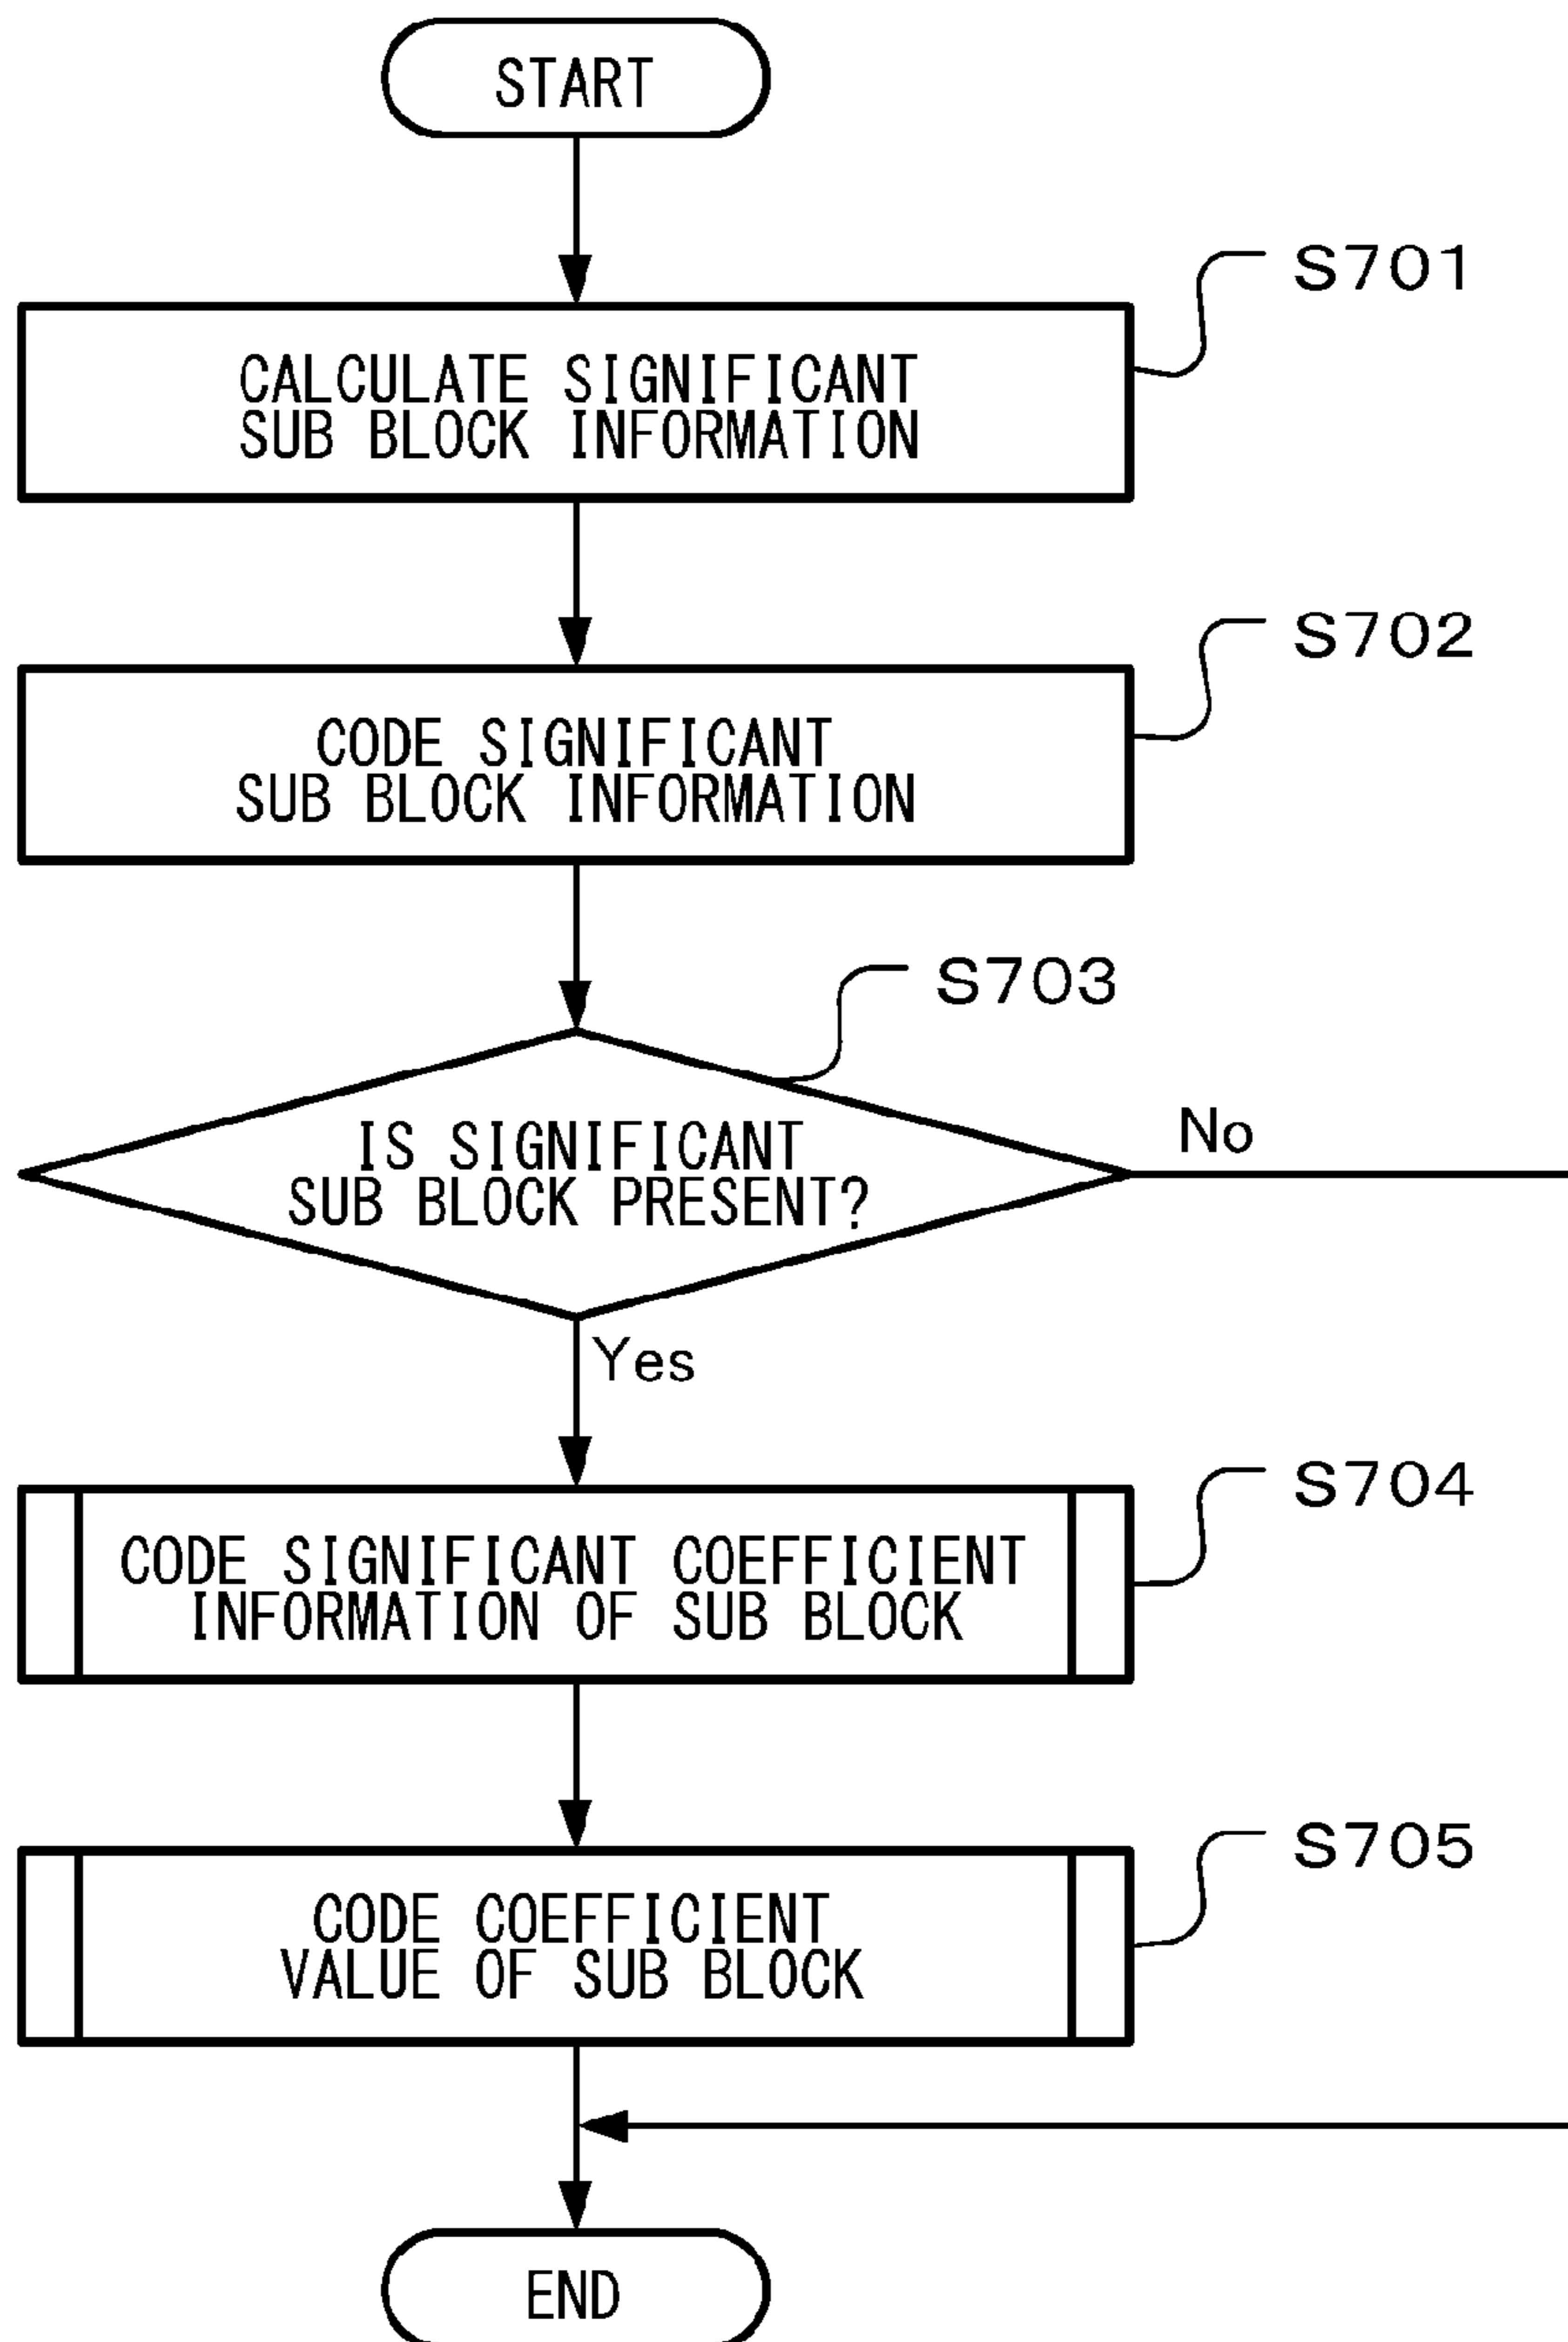 START
S701
CALCULATE SIGNIFICANT
SUB BLOCK INFORMATION
S702
CODE SIGNIFICANT
SUB BLOCK INFORMATION
S703
IS SIGNIFICANT
SUB BLOCK PRESENT?
No
Yes
S704
CODE SIGNIFICANT COEFFICIENT
INFORMATION OF SUB BLOCK
S705
CODE COEFFICIENT
VALUE OF SUB BLOCK
END